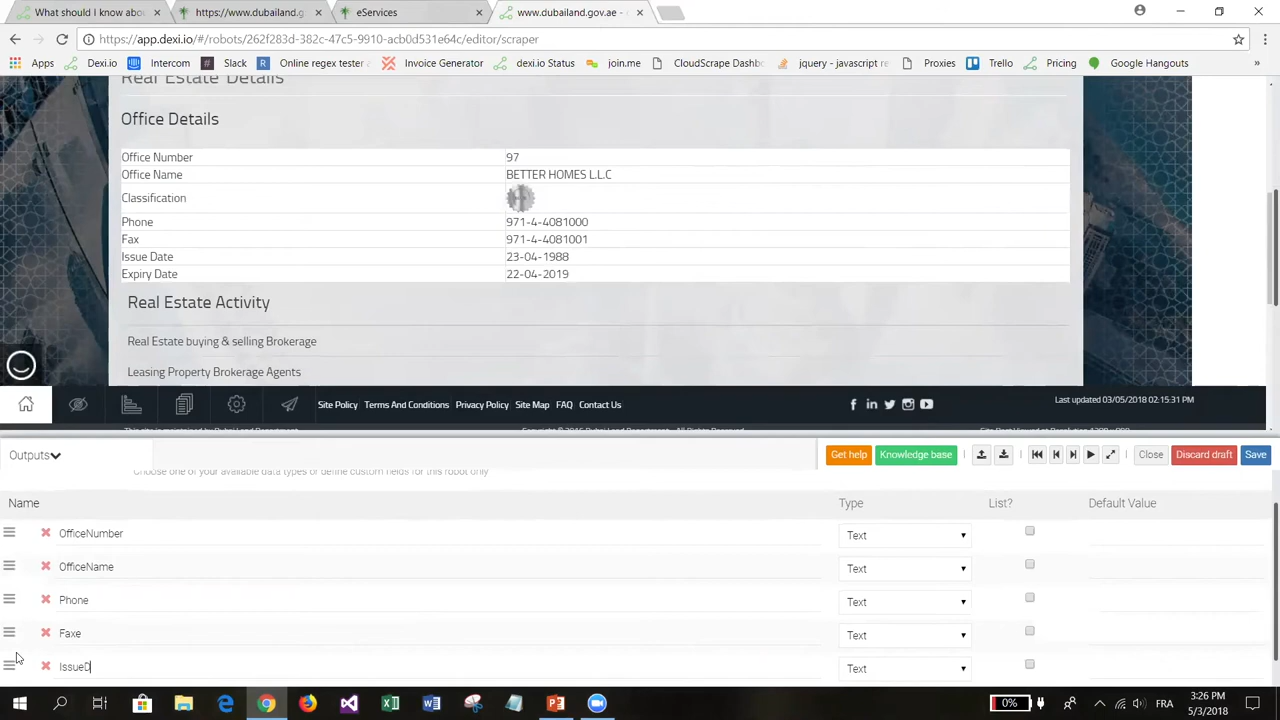 What should I know abou
https://www.dubailand.g
eServices
www.dubailand.gov.ae -
https://app.dexi.io/#/robots/262f283d-382c-47c5-9910-acb0d531e64c/editor/scraper
Apps Dexi.io Intercom Slack Online regex tester Invoice Generator dexi.io Status join.me CloudScrape Dashbo jquery - javascript re Proxies Trello Pricing Google Hangouts »
Real Estate Details
Office Details
Office Number 97
Office Name BETTER HOMES L.L.C
Classification
Phone 971-4-4081000
Fax 971-4-4081001
Issue Date 23-04-1988
Expiry Date 22-04-2019
Real Estate Activity
Real Estate buying & selling Brokerage
Leasing Property Brokerage Agents
Site Policy Terms And Conditions Privacy Policy Site Map FAQ Contact Us Last updated 03/05/2018 02:15:31 PM
Outputs Get help Knowledge base Close Discard draft Save
Choose one of your available data types or define custom fields for this robot only
Name Type List? Default Value
OfficeNumber Text
OfficeName Text
Phone Text
Faxe Text
IssueD Text
0% FRA 3:26 PM
5/3/2018